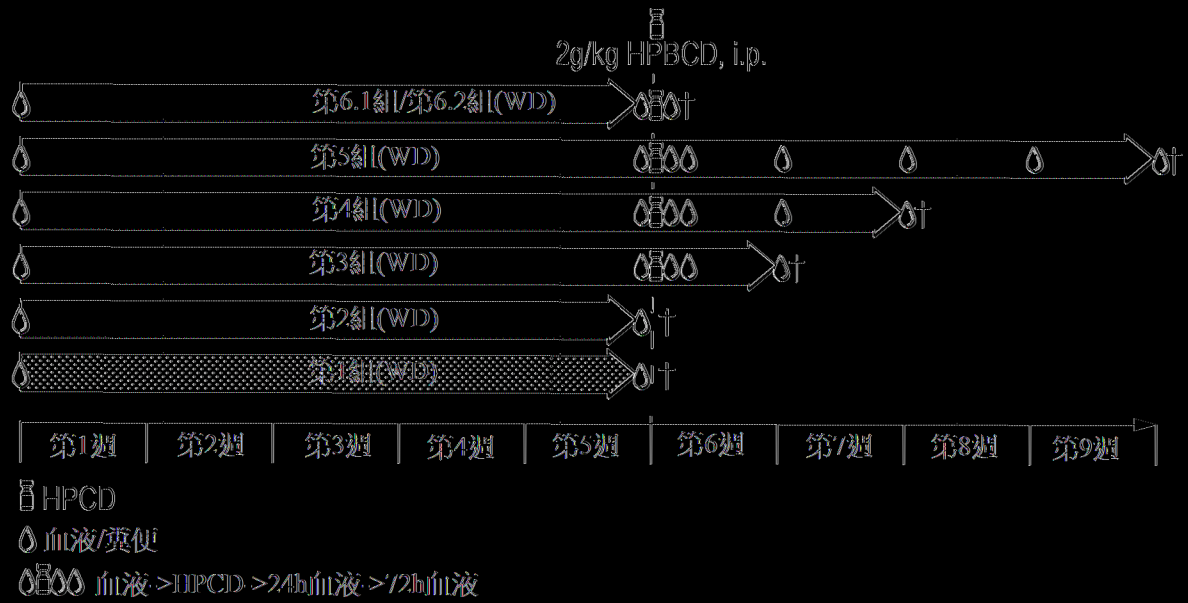 2g/kg HPBCD, i.p.
第6.1組/第6.2組(WD)
第5組(WD)
第4組(WD)
第3組(WD)
第2組(WD)
第1組(WD)
第1週 第2週 第3週 第4週 第5週 第6週 第7週 第8週 第9週
HPCD
血液/糞便
血液->HPCD->24h血液->72h血液